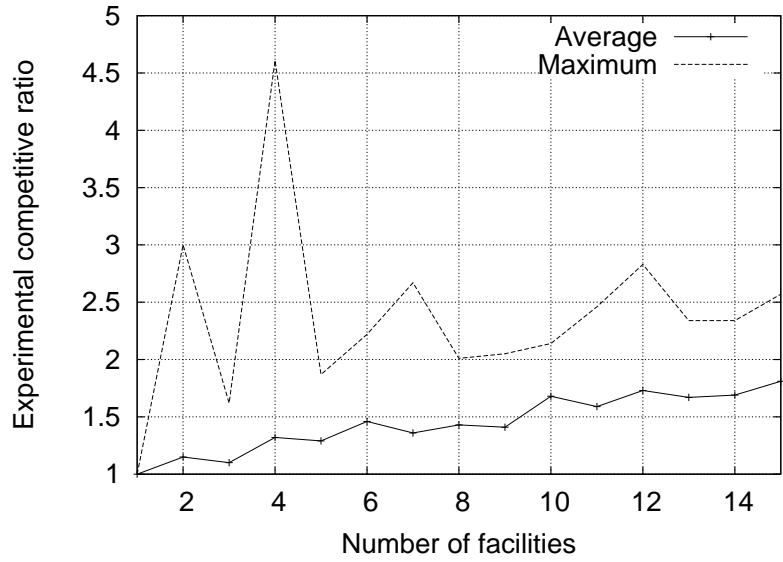 Experimental competitive ratio
5
4.5
4
3.5
3
2.5
2
1.5
1
Average
Maximum
2 4 6 8 10 12 14
Number of facilities